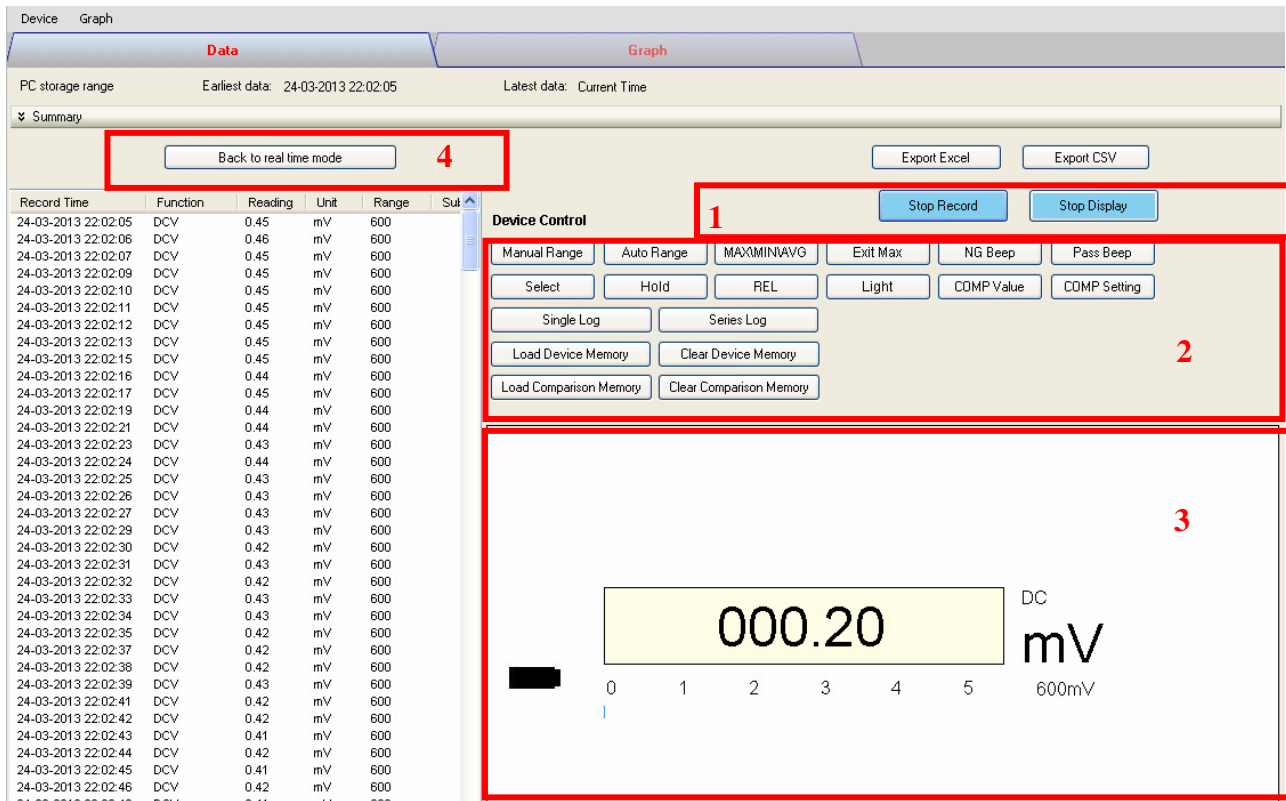 Device Graph
Data Graph
PC storage range Earliest data: 24-03-2013 22:02:05 Latest data: Current Time
Summary
Back to real time mode 4 Export Excel Export CSV
Record Time Function Reading Unit Range
1 Stop Record Stop Display
Device Control
Manual Range Auto Range MAX\MIN\AVG Exit Max NG Beep Pass Beep
Select Hold REL Light COMP Value COMP Setting
Single Log Series Log
Load Device Memory Clear Device Memory
2
Load Comparison Memory Clear Comparison Memory
24-03-2013 22:02:05 DCV 0.45 mV 600
24-03-2013 22:02:06 DCV 0.46 mV 600
24-03-2013 22:02:07 DCV 0.45 mV 600
24-03-2013 22:02:09 DCV 0.45 mV 600
24-03-2013 22:02:10 DCV 0.45 mV 600
24-03-2013 22:02:11 DCV 0.45 mV 600
24-03-2013 22:02:12 DCV 0.45 mV 600
24-03-2013 22:02:13 DCV 0.45 mV 600
24-03-2013 22:02:15 DCV 0.45 mV 600
24-03-2013 22:02:16 DCV 0.44 mV 600
24-03-2013 22:02:17 DCV 0.45 mV 600
24-03-2013 22:02:19 DCV 0.44 mV 600
24-03-2013 22:02:21 DCV 0.44 mV 600
24-03-2013 22:02:23 DCV 0.43 mV 600
24-03-2013 22:02:24 DCV 0.44 mV 600
24-03-2013 22:02:25 DCV 0.43 mV 600
24-03-2013 22:02:26 DCV 0.43 mV 600
24-03-2013 22:02:27 DCV 0.43 mV 600
24-03-2013 22:02:29 DCV 0.43 mV 600
24-03-2013 22:02:30 DCV 0.42 mV 600
24-03-2013 22:02:31 DCV 0.43 mV 600
24-03-2013 22:02:32 DCV 0.42 mV 600
24-03-2013 22:02:33 DCV 0.43 mV 600
24-03-2013 22:02:34 DCV 0.43 mV 600
24-03-2013 22:02:35 DCV 0.42 mV 600
24-03-2013 22:02:37 DCV 0.42 mV 600
24-03-2013 22:02:38 DCV 0.42 mV 600
24-03-2013 22:02:39 DCV 0.43 mV 600
24-03-2013 22:02:41 DCV 0.42 mV 600
24-03-2013 22:02:42 DCV 0.42 mV 600
24-03-2013 22:02:43 DCV 0.41 mV 600
24-03-2013 22:02:44 DCV 0.42 mV 600
24-03-2013 22:02:45 DCV 0.41 mV 600
24-03-2013 22:02:46 DCV 0.42 mV 600
3
DC
000.20 mV
0 1 2 3 4 5 600mV